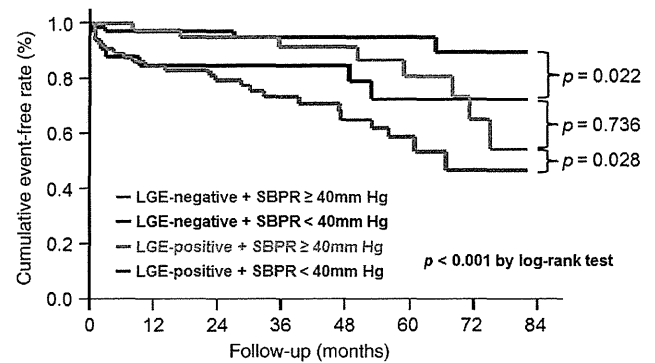 Cumulative event-free rate (%)
1.0
0.8
0.6
0.4
0.2
0.0
0 12 24 36 48 60 72 84
Follow-up (months)
LGE-negative + SBPR ≥ 40mm Hg
LGE-negative + SBPR < 40mm Hg
LGE-positive + SBPR ≥ 40mm Hg
LGE-positive + SBPR < 40mm Hg
p < 0.001 by log-rank test
p = 0.022
p = 0.736
p = 0.028